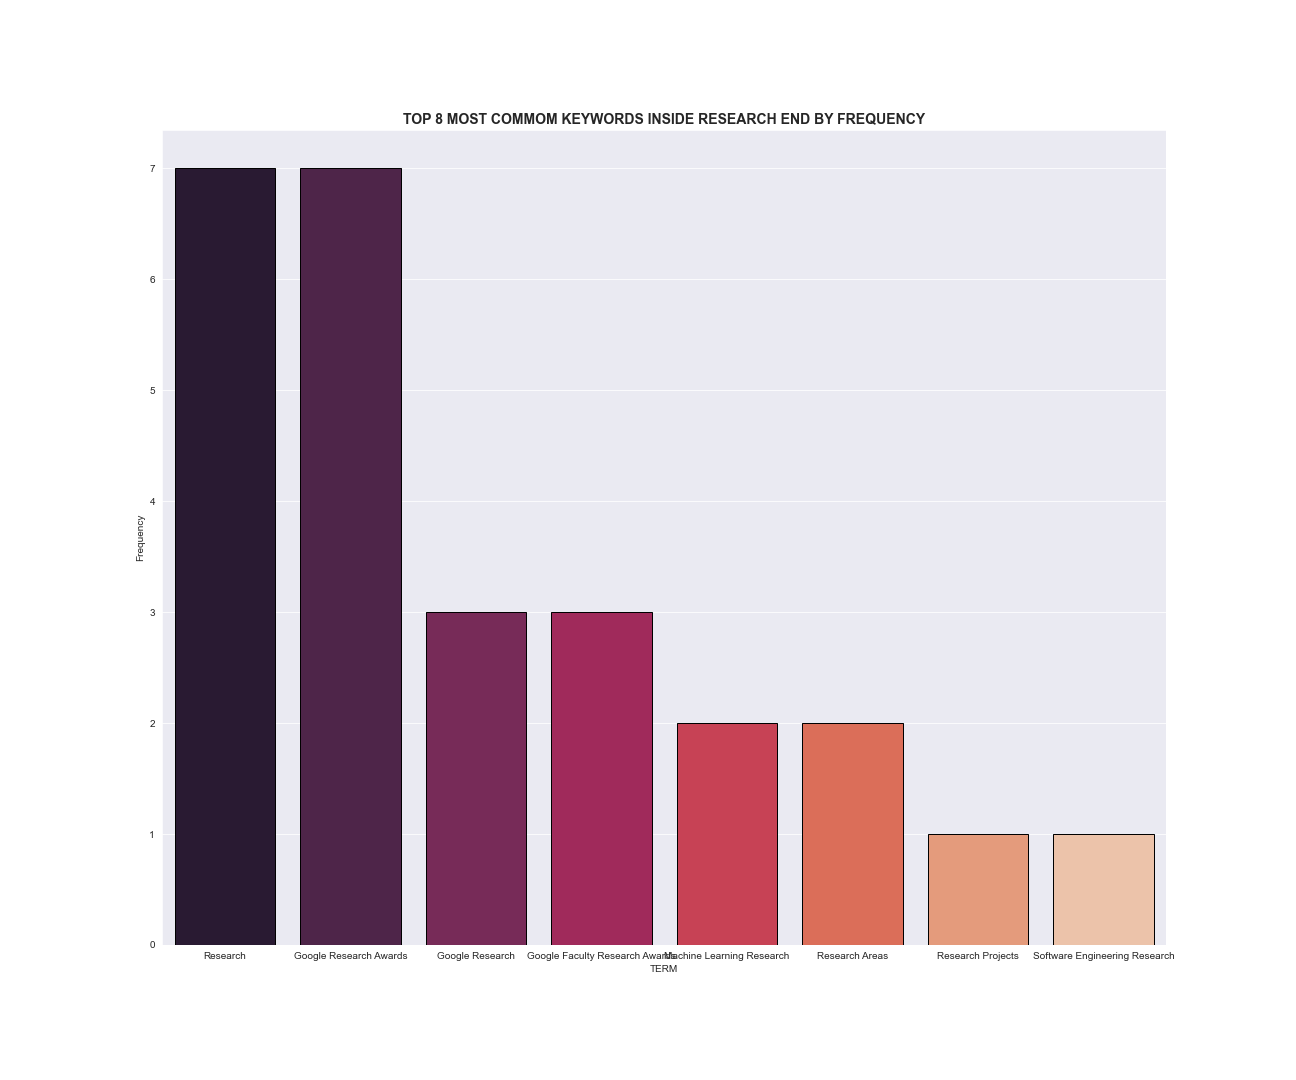 TOP 8 MOST COMMOM KEYWORDS INSIDE RESEARCH END BY FREQUENCY
7
6
5
4
3
2
1
0
Frequency
Research Google Research Awards Google Research Google Faculty Research Awards Machine Learning Research Research Areas Research Projects Software Engineering Research
TERM